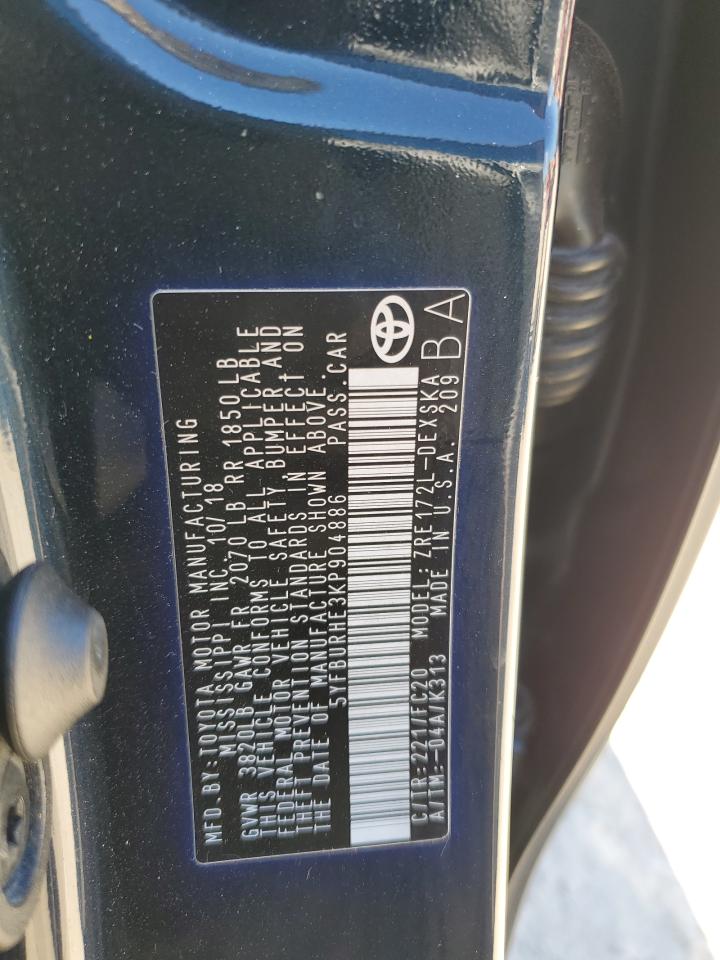 MFD.BY:TOYOTA MOTOR MANUFACTURING
MISSISSIPPI INC. 10/18
GVWR 3820LB GAWR FR 2070 LB RR 1850LB
THIS VEHICLE CONFORMS TO ALL APPLICABLE
FEDERAL MOTOR VEHICLE SAFETY, BUMPER AND
THEFT PREVENTION STANDARDS IN EFFECT ON
THE DATE OF MANUFACTURE SHOWN ABOVE.
5YFBURHE3KP904886 PASS.CAR
C/TR:221/FC20 MODEL:ZRE172L-DEXSKA
A/TM:-04A/K313 MADE IN U.S.A. 209
BA